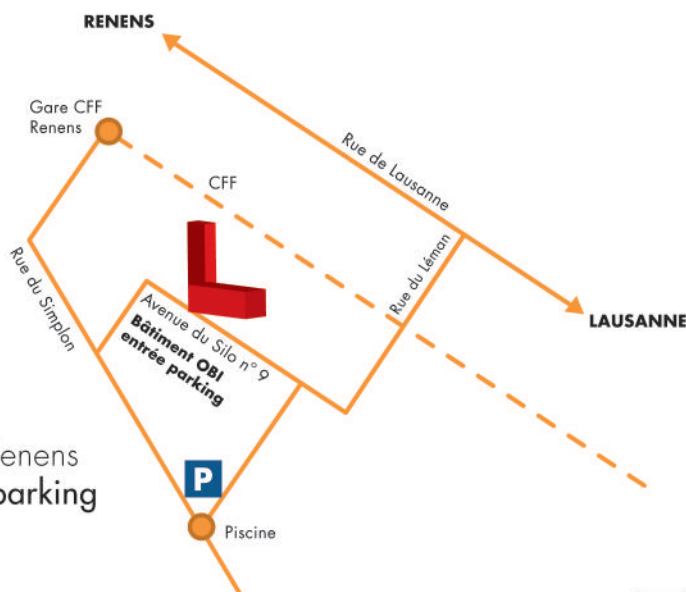 RENENS
Gare CFF
Renens
Rue de Lausanne
CFF
Rue du Léman
Rue du Simplon
LAUSANNE
Avenue du Silo n° 9
Bâtiment OBI
entrée parking
enens
parking
P
Piscine